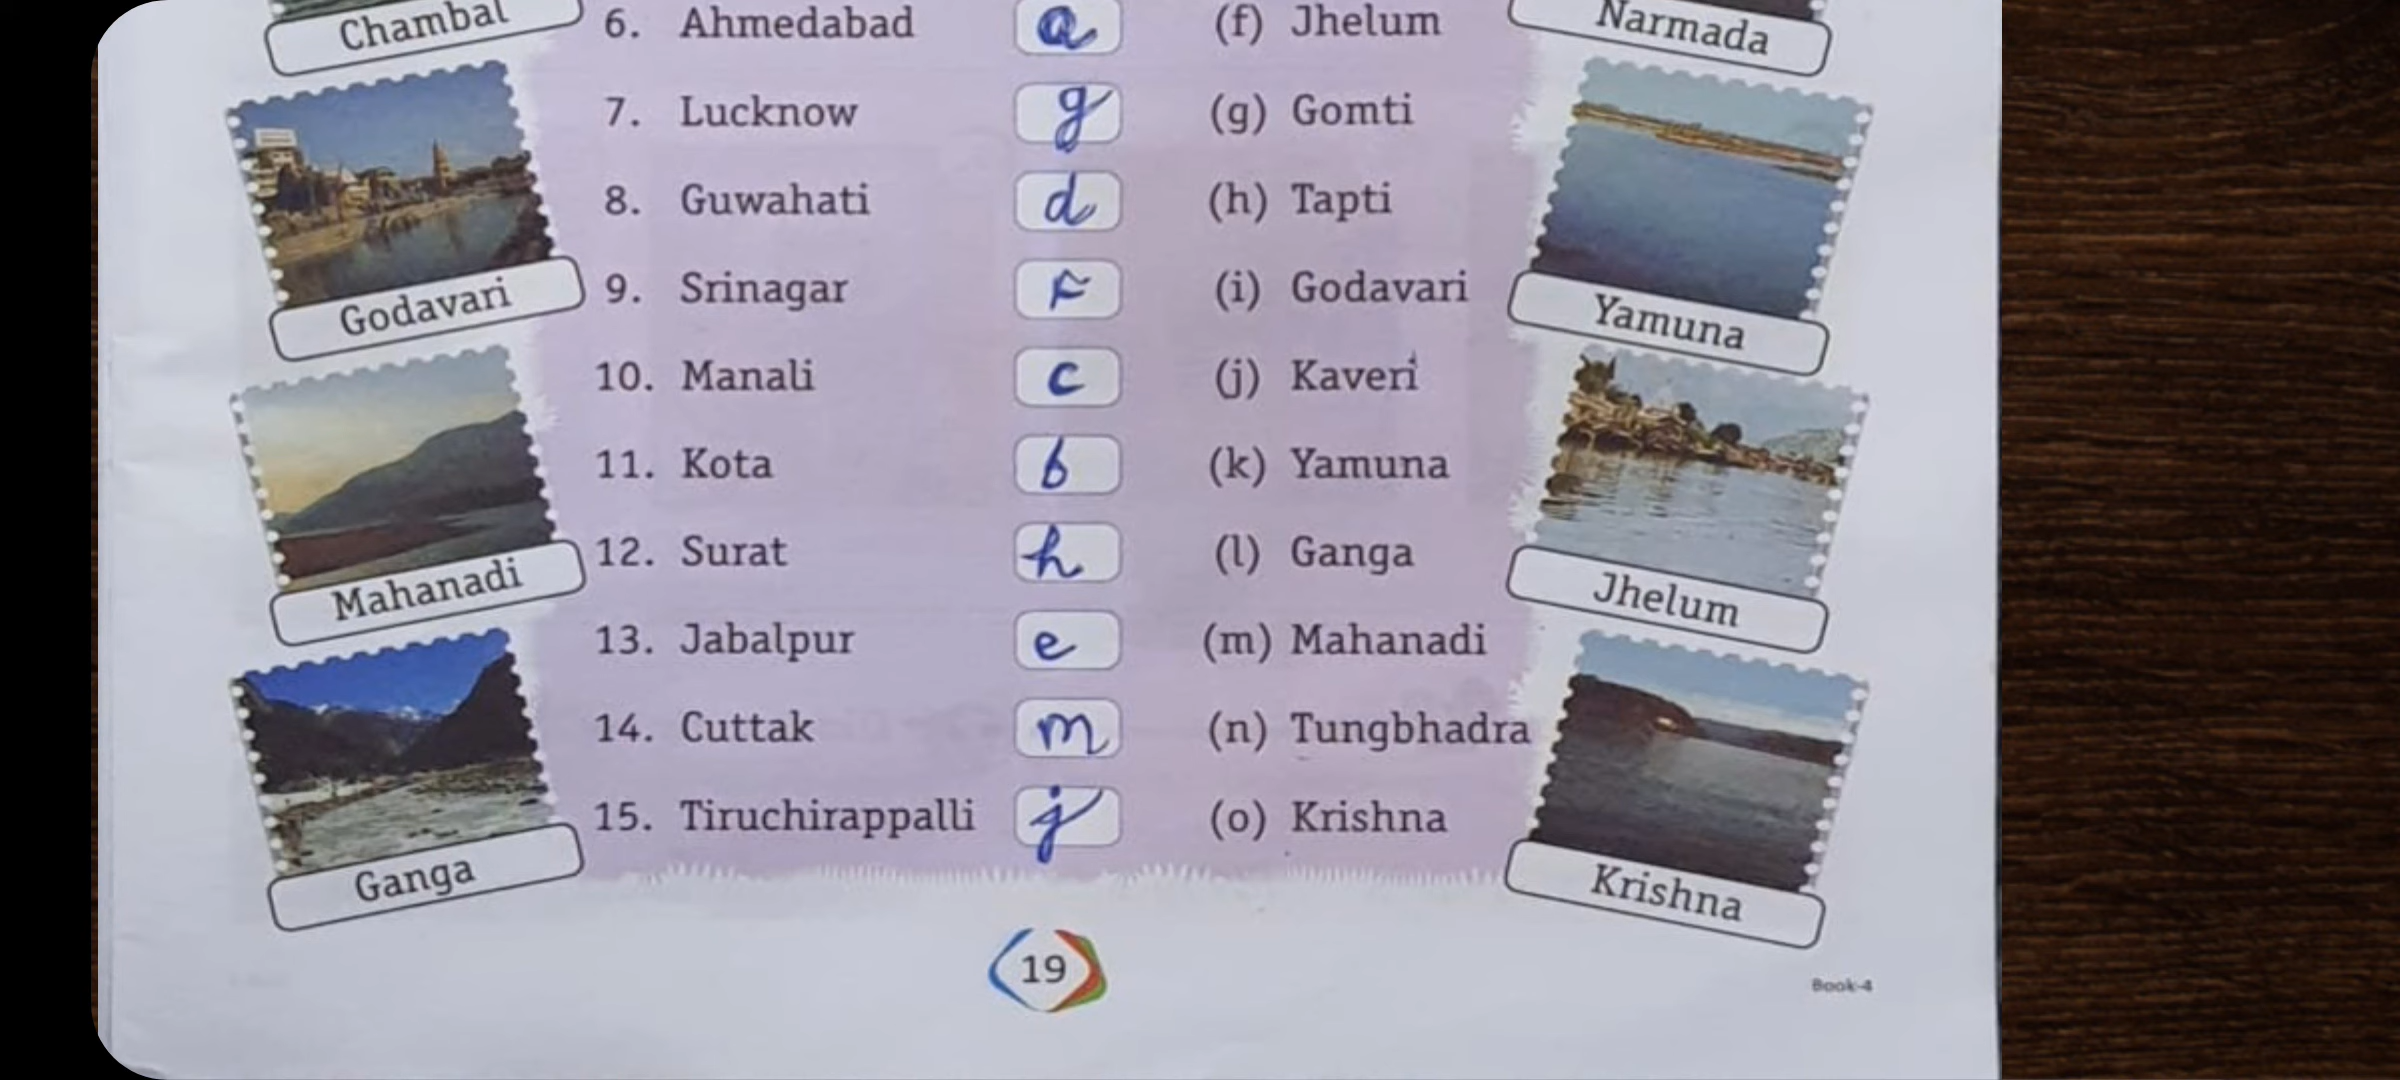 Chambal
6. Ahmedabad a (f) Jhelum
Narmada
7. Lucknow g (g) Gomti
8. Guwahati d (h) Tapti
9. Srinagar F (i) Godavari
Godavari
10. Manali c (j) Kaveri
Yamuna
11. Kota b (k) Yamuna
12. Surat h (l) Ganga
Mahanadi
13. Jabalpur e (m) Mahanadi
Jhelum
14. Cuttak m (n) Tungbhadra
15. Tiruchirappalli j (o) Krishna
Ganga
Krishna
19
Book-4